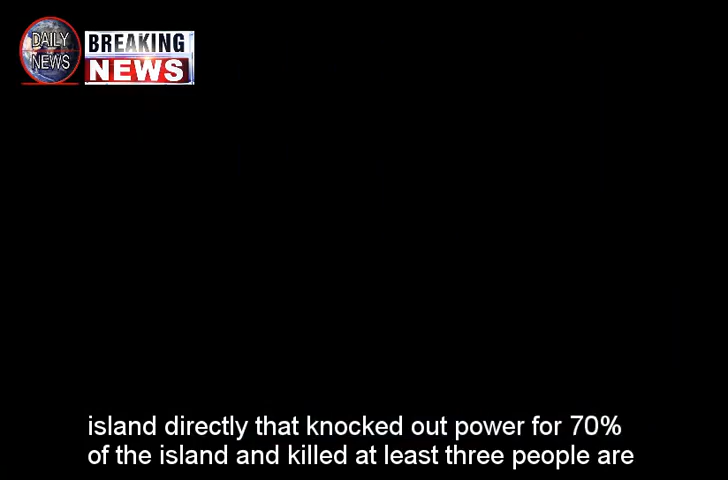 DAILY
NEWS
BREAKING
NEWS
island directly that knocked out power for 70%
of the island and killed at least three people are